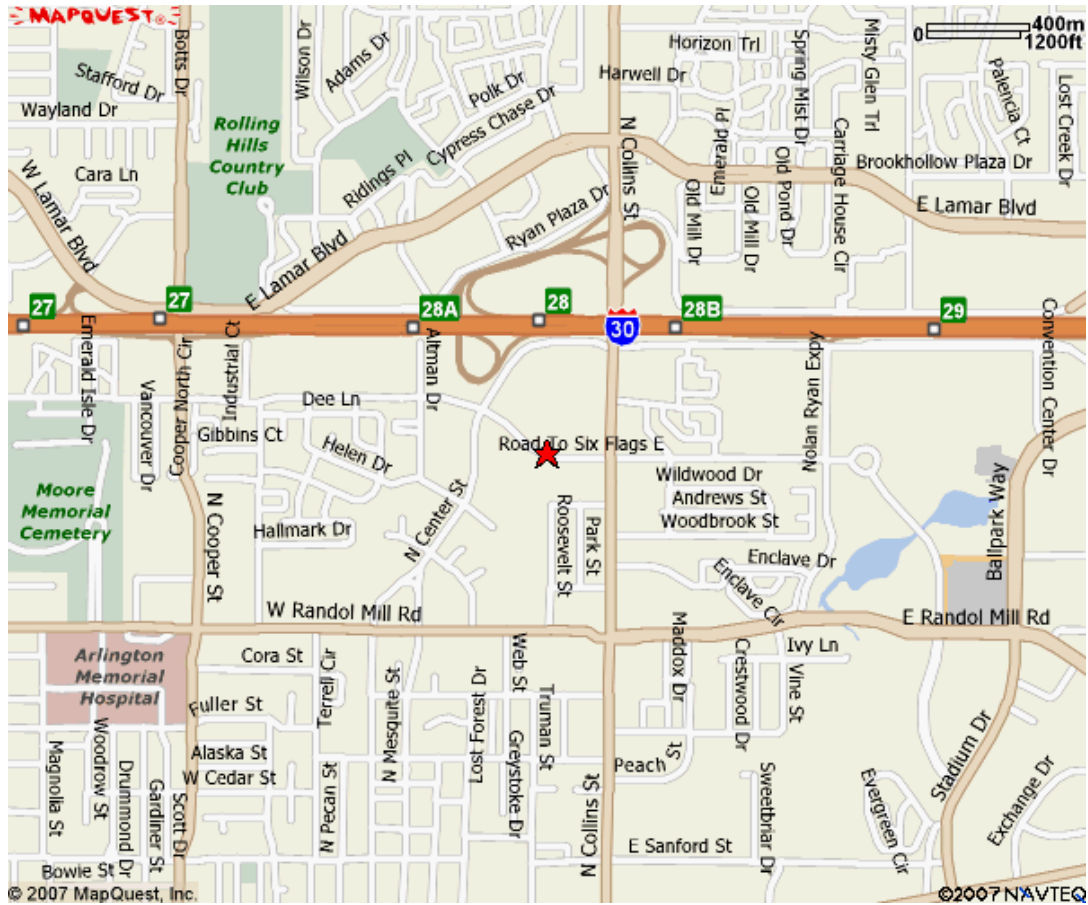 MAPQUEST
400m
0
1200ft
Stafford Dr
Wayland Dr
Botts Dr
Wilson Dr
Adams Dr
Polk Dr
Cypress Chase Dr
Horizon Trl
Harwell Dr
Spring Mist Dr
Misty Glen Trl
Palencia Ct
Lost Creek Dr
Rolling
Hills
Country
Club
Cara Ln
W Lamar Blvd
Ridings Pl
N Collins St
Emerald Pl
Old Pond Dr
Carriage House Cir
Brookhollow Plaza Dr
E Lamar Blvd
Ryan Plaza Dr
Old Mill Dr
Old Mill Dr
E Lamar Blvd
27
27
28A
28
30
28B
29
Emerald Isle Dr
Vancouver Dr
Cooper North Cir
Industrial Ct
Altman Dr
Nolan Ryan Expy
Convention Center Dr
Dee Ln
Gibbins Ct
Helen Dr
Road To Six Flags E
Wildwood Dr
Andrews St
Woodbrook St
Moore
Memorial
Cemetery
N Cooper St
Hallmark Dr
N Center St
Roosevelt St
Park St
Enclave Dr
Enclave Cir
Ballpark Way
W Randol Mill Rd
E Randol Mill Rd
Arlington
Memorial
Hospital
Cora St
Terrell Cir
Web St
Maddox Dr
Crestwood Dr
Ivy Ln
Vine St
Fuller St
N Mesquite St
Lost Forest Dr
Truman St
Greystoke Dr
Alaska St
W Cedar St
Peach St
Stadium Dr
Magnolia St
Woodrow St
Drummond Dr
Gardiner St
Scott Dr
N Pecan St
N Collins St
Sweetbriar Dr
Evergreen Cir
Exchange Dr
E Sanford St
Bowie St
© 2007 MapQuest, Inc.
©2007 NAVTEQ